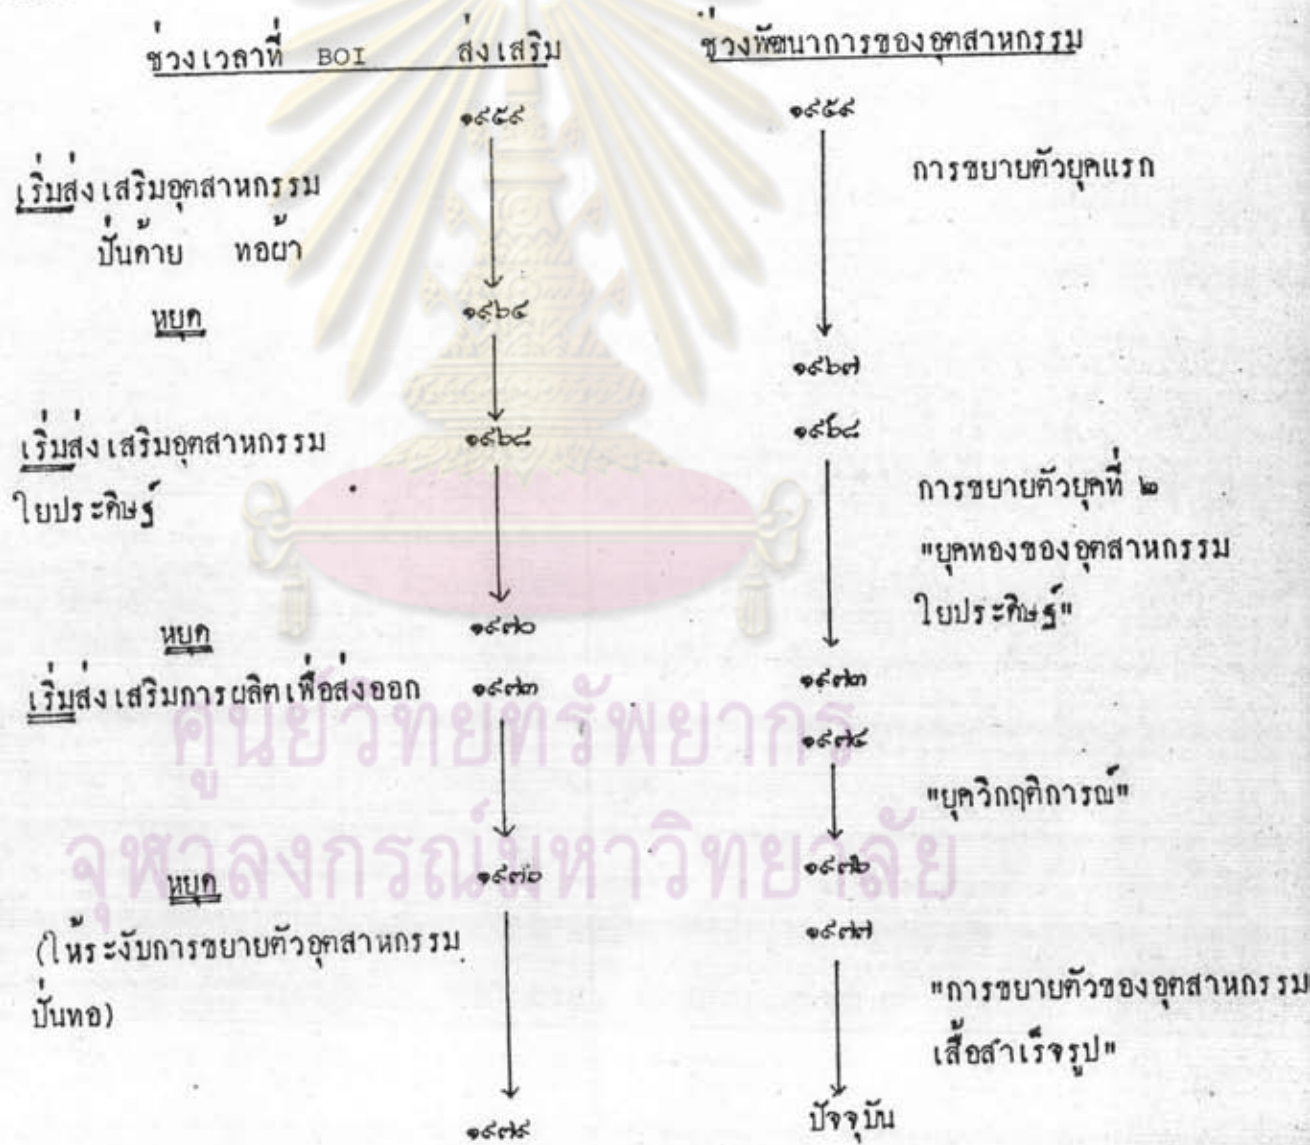 ช่วงเวลาที่ BOI ส่งเสริม ช่วงพัฒนาการของอุตสาหกรรม
๑๙๕๙ ๑๙๕๙
เริ่มส่งเสริมอุตสาหกรรม การขยายตัวยุคแรก
ปั่นด้าย ทอผ้า
หยุด ๑๙๖๔
๑๙๖๗
เริ่มส่งเสริมอุตสาหกรรม ๑๙๖๘ ๑๙๖๘
ใยประดิษฐ์ การขยายตัวยุคที่ ๒
"ยุคทองของอุตสาหกรรม
ใยประดิษฐ์"
หยุด ๑๙๗๐
เริ่มส่งเสริมการผลิตเพื่อส่งออก ๑๙๗๓ ๑๙๗๓
ศูนย์วิทยทรัพยากร
๑๙๗๔
"ยุควิกฤติการณ์"
จุฬาลงกรณ์มหาวิทยาลัย
หยุด ๑๙๗๖
(ให้ระงับการขยายตัวอุตสาหกรรม ๑๙๗๗
ปั่นทอ) "การขยายตัวของอุตสาหกรรม
เสื้อสำเร็จรูป"
๑๙๗๙ ปัจจุบัน